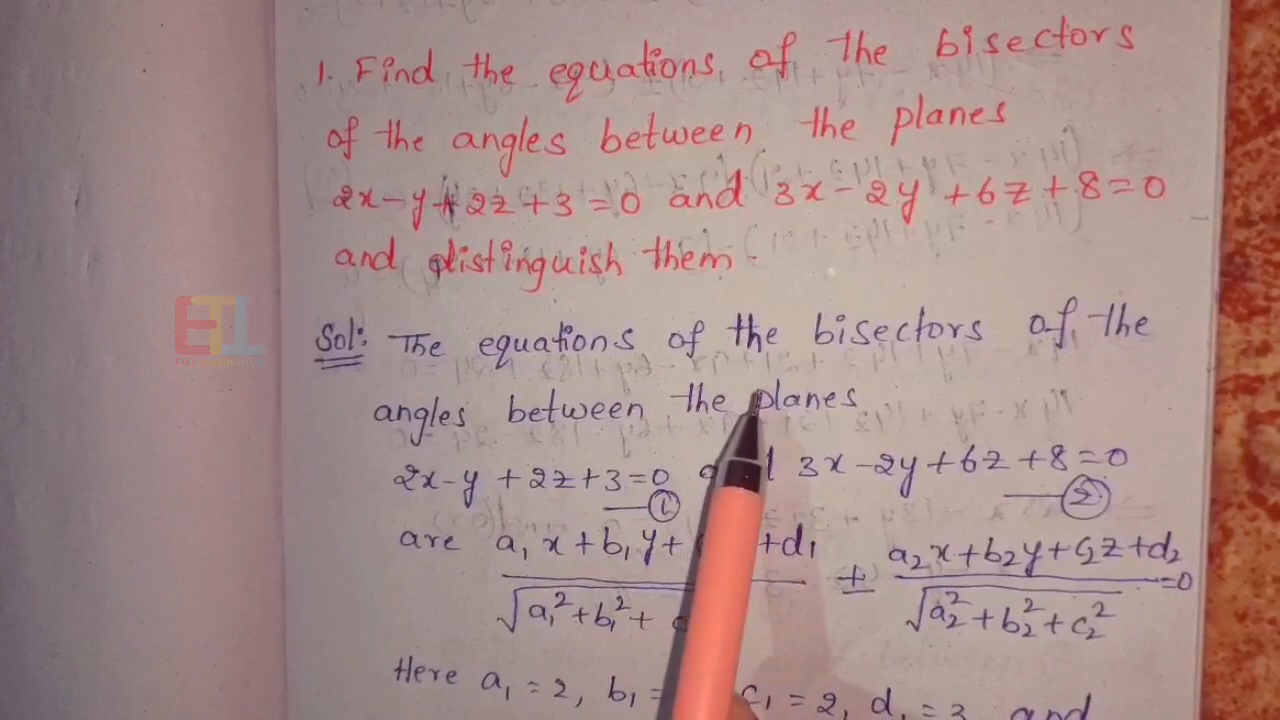 1. Find the equations of the bisectors
of the angles between the planes
2x-y+2z+3=0 and 3x-2y+6z+8=0
and distinguish them.
Sol: The equations of the bisectors of the
angles between the planes
2x-y+2z+3=0 3x-2y+6z+8=0
—① —②
are a₁x+b₁y+ +d₁ ± a₂x+b₂y+c₂z+d₂ =0
√a₁²+b₁²+ √a₂²+b₂²+c₂²
Here a₁=2, b₁= c₁=2, d₁=3 and
ETL